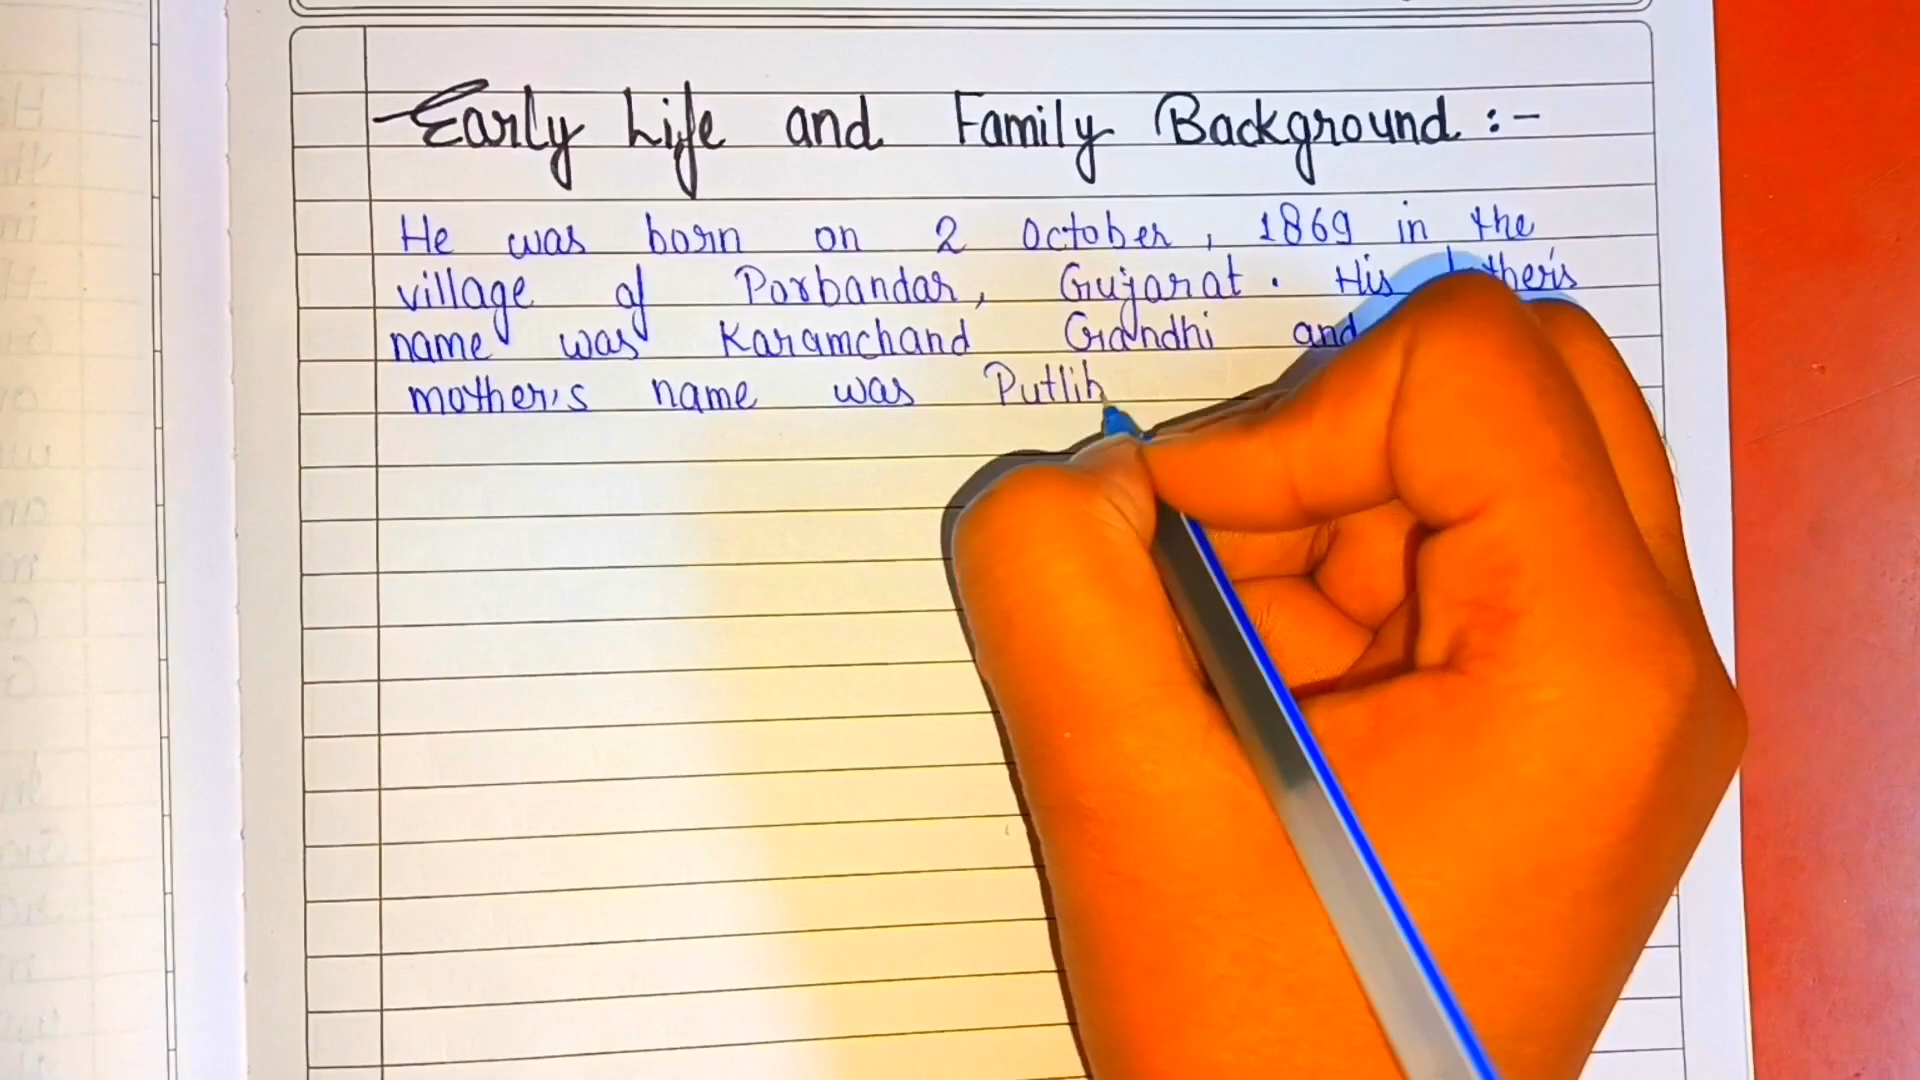 Early Life and Family Background :-
He was born on 2 October, 1869 in the
village of Porbandar, Gujarat. His
name was Karamchand Gandhi and
mother's name was